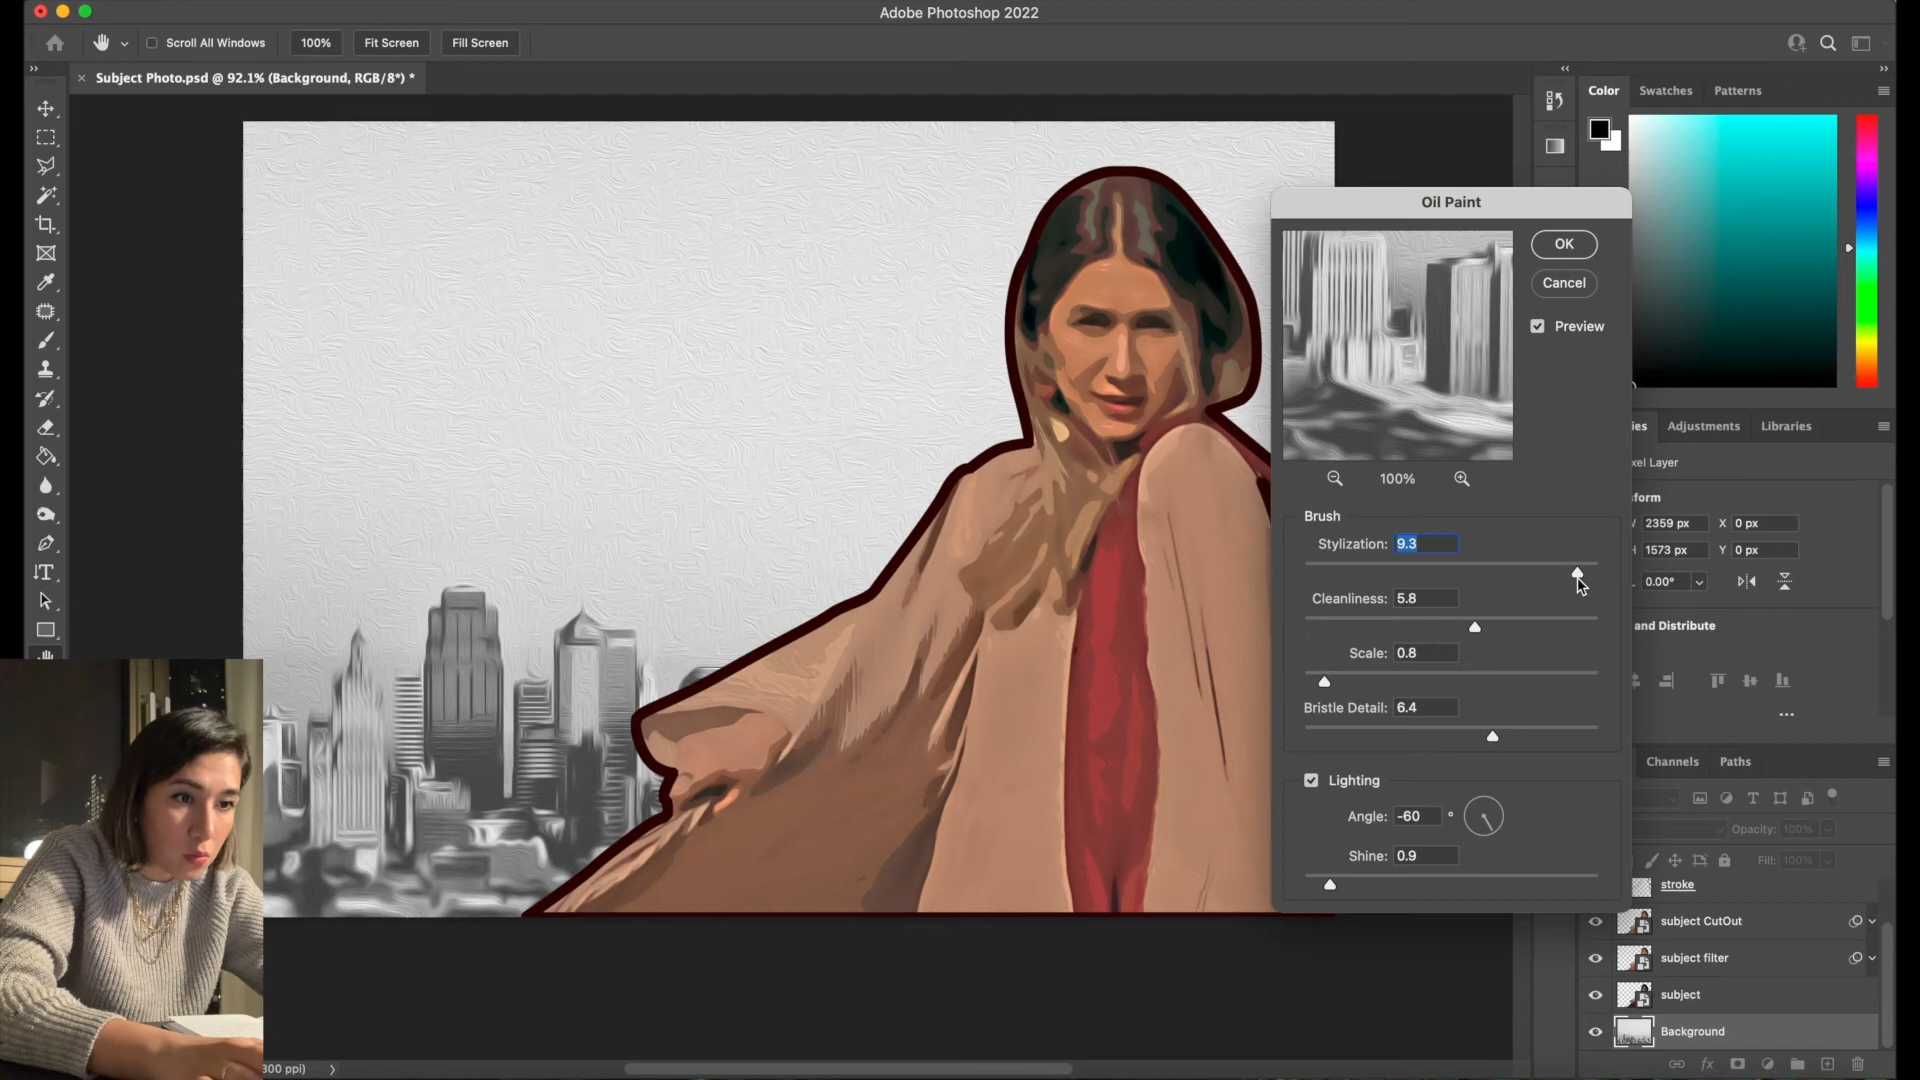 Adobe Photoshop 2022
Scroll All Windows 100% Fit Screen Fill Screen
Subject Photo.psd @ 92.1% (Background, RGB/8*) *
Color Swatches Patterns
Oil Paint
OK
Cancel
Preview
100%
Brush
Stylization: 9.3
Cleanliness: 5.8
Scale: 0.8
Bristle Detail: 6.4
Lighting
Angle: -60 °
Shine: 0.9
ies Adjustments Libraries
xel Layer
sform
W 2359 px X 0 px
H 1573 px Y 0 px
0.00°
and Distribute
Channels Paths
Opacity: 100%
Fill: 100%
stroke
subject CutOut
subject filter
subject
Background
fx
300 ppi)